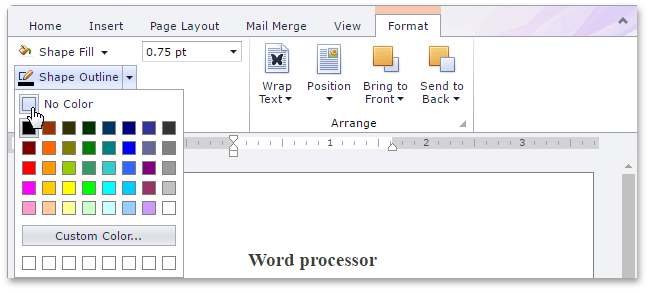 Home Insert Page Layout Mail Merge View Format
Shape Fill 0.75 pt
Shape Outline
Wrap Text
Position
Bring to Front
Send to Back
Arrange
No Color
1 2 3
Custom Color...
Word processor